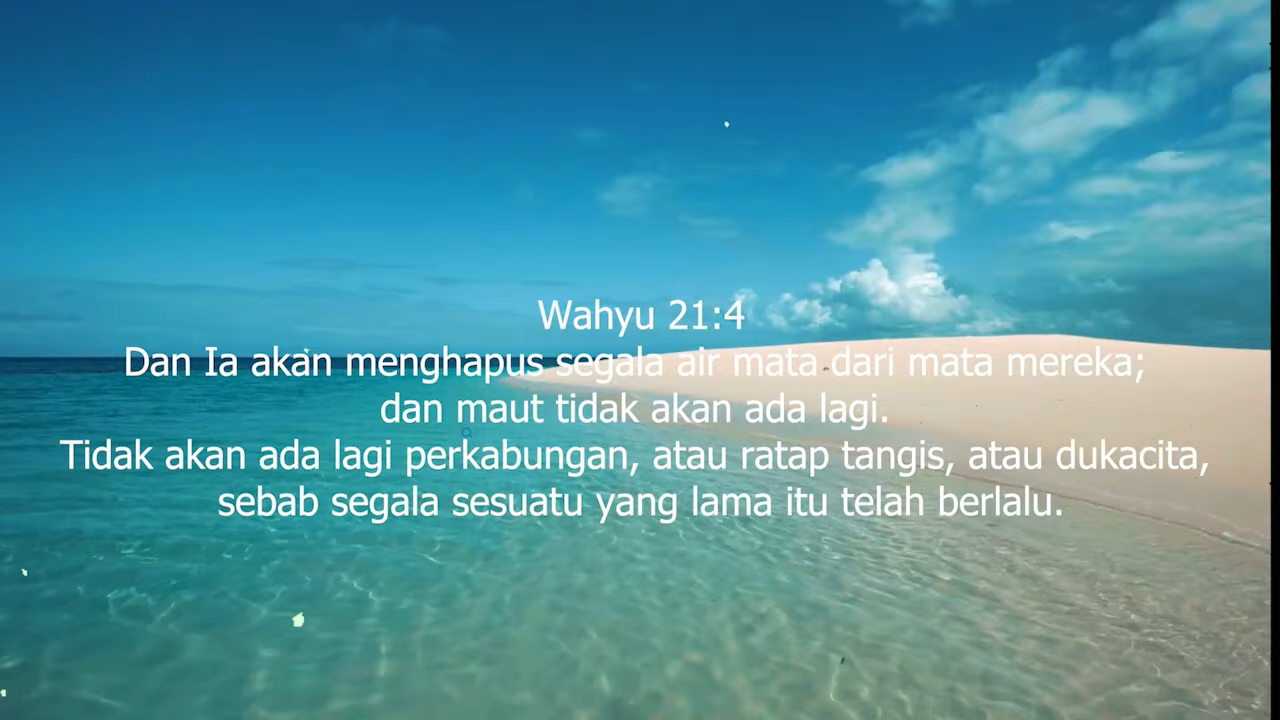 Wahyu 21:4
Dan Ia akan menghapus segala air mata dari mata mereka;
dan maut tidak akan ada lagi.
Tidak akan ada lagi perkabungan, atau ratap tangis, atau dukacita,
sebab segala sesuatu yang lama itu telah berlalu.